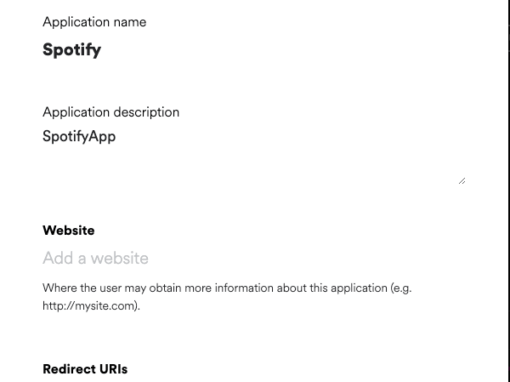 Application name
Spotify
Application description
SpotifyApp
Website
Add a website
Where the user may obtain more information about this application (e.g.
http://mysite.com).
Redirect URIs